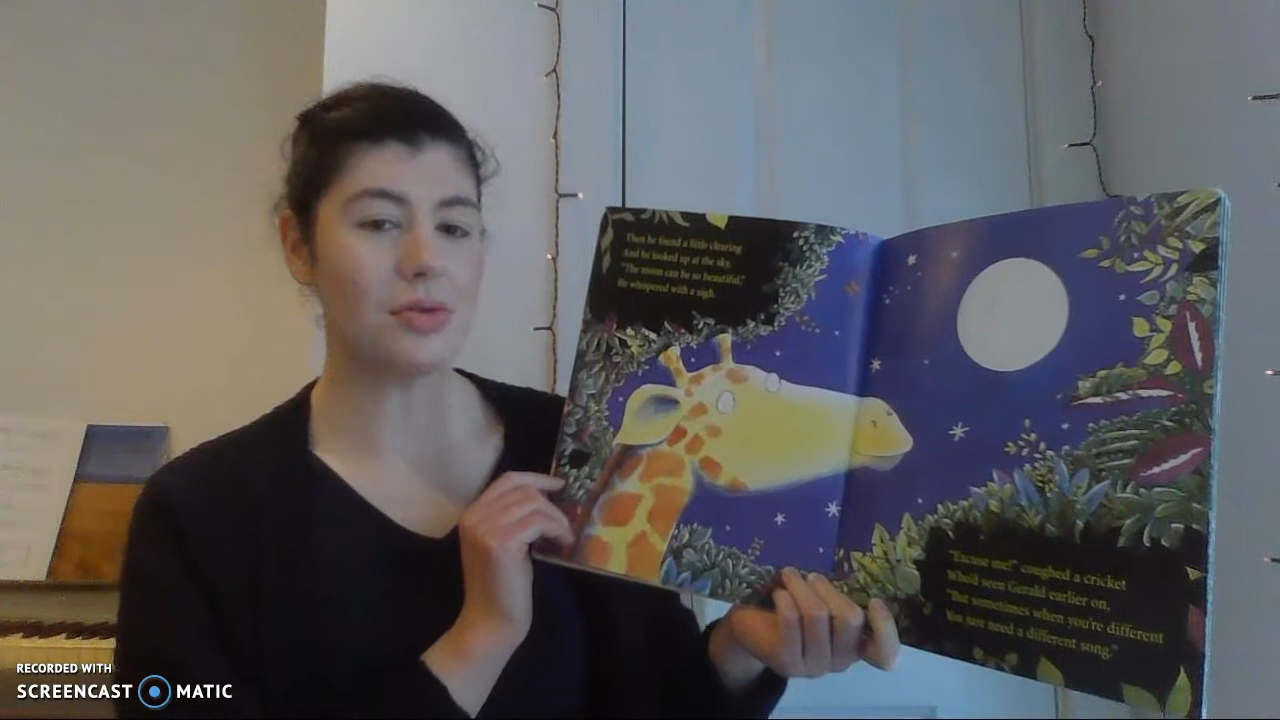 Then he found a little clearing
And he looked up at the sky.
"The moon can be so beautiful,"
He whispered with a sigh.
"Excuse me!" coughed a cricket
Who'd seen Gerald earlier on,
"But sometimes when you're different
You just need a different song."
RECORDED WITH
SCREENCAST MATIC